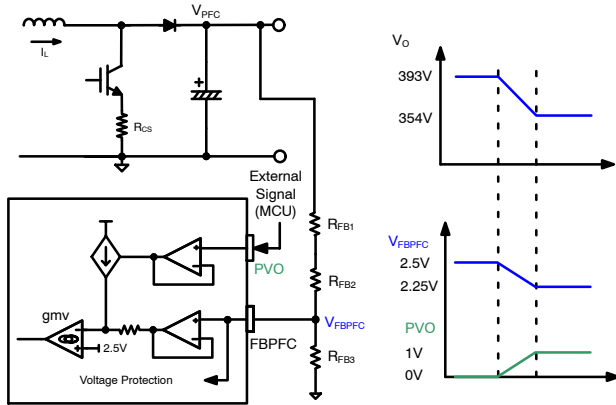 V_PFC
I_L
R_CS
External
Signal
(MCU)
PVO
R_FB1
R_FB2
gmv
2.5V
FBPFC
V_FBPFC
R_FB3
Voltage Protection
V_O
393V
354V
V_FBPFC
2.5V
2.25V
PVO
1V
0V